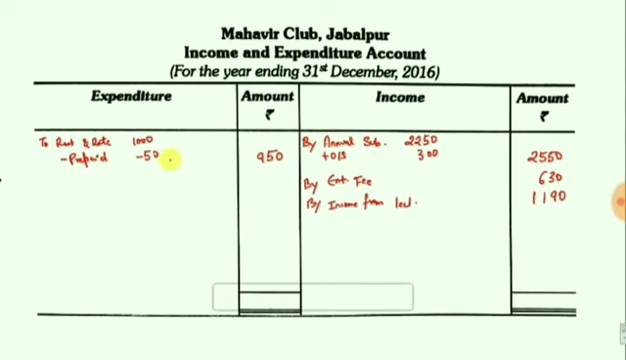 Mahavir Club, Jabalpur
Income and Expenditure Account
(For the year ending 31st December, 2016)
Expenditure Amount ₹ Income Amount ₹
To Rent & Rate 1000 By Annual Sub. 2250
-Prepaid -50 950 +O/S 300 2550
By Ent. Fee 630
By Income from lect. 1190